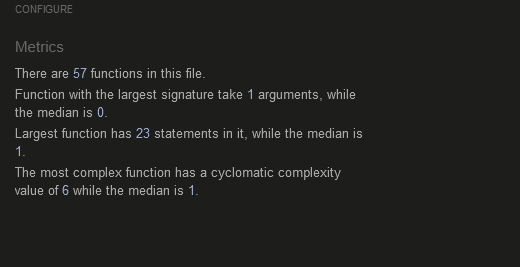 CONFIGURE
Metrics
There are 57 functions in this file.
Function with the largest signature take 1 arguments, while
the median is 0.
Largest function has 23 statements in it, while the median is
1.
The most complex function has a cyclomatic complexity
value of 6 while the median is 1.